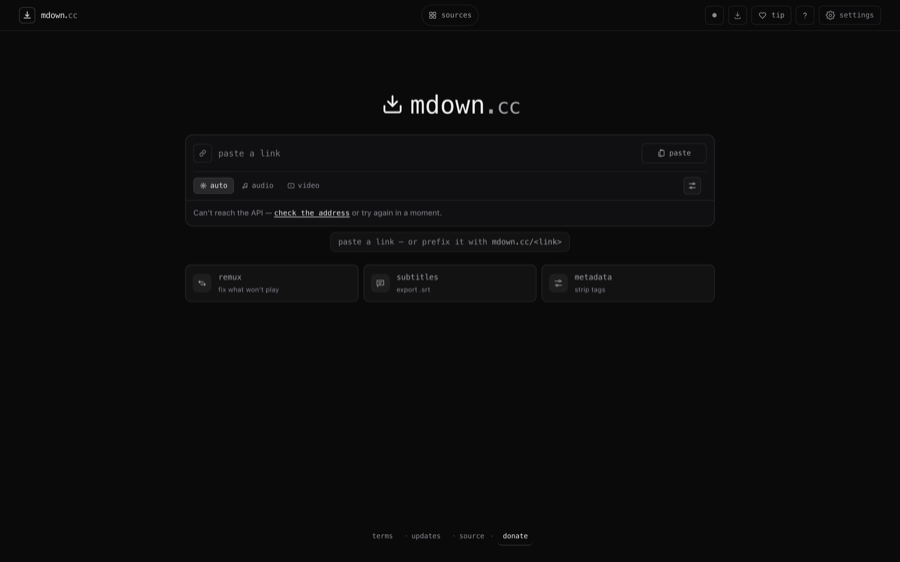 mdown.cc
sources
tip
?
settings
mdown.cc
paste a link
paste
auto
audio
video
Can't reach the API — check the address or try again in a moment.
paste a link — or prefix it with mdown.cc/<link>
remux
fix what won't play
subtitles
export .srt
metadata
strip tags
terms · updates · source · donate